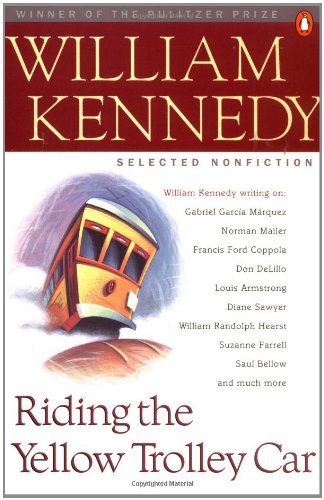 WINNER OF THE PULITZER PRIZE
WILLIAM
KENNEDY
SELECTED NONFICTION
William Kennedy writing on:
Gabriel García Márquez
Norman Mailer
Francis Ford Coppola
Don DeLillo
Louis Armstrong
Diane Sawyer
William Randolph Hearst
Suzanne Farrell
Saul Bellow
and much more
Riding the
Yellow Trolley Car
Copyrighted Material